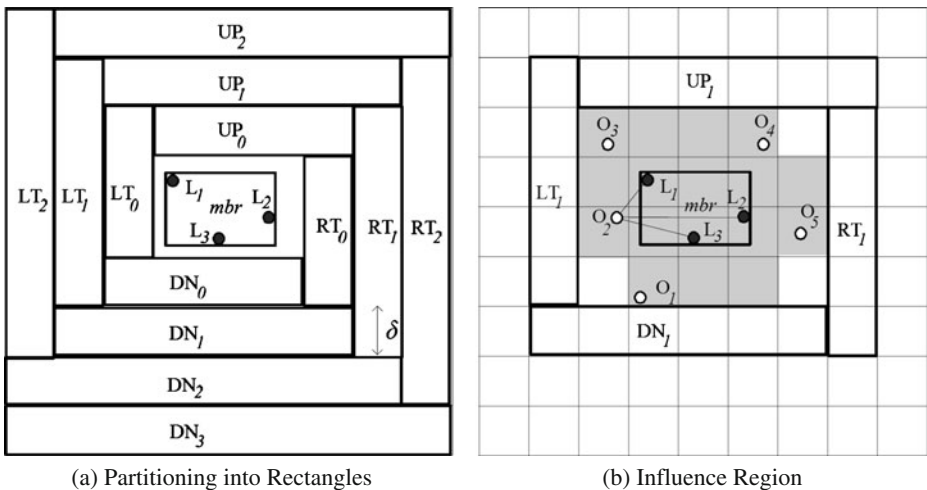 UP₂
UP₁
UP₀
LT₂ LT₁ LT₀ L₁ mbr L₂ L₃ RT₀ RT₁ RT₂
DN₀
DN₁ δ
DN₂
DN₃
(a) Partitioning into Rectangles
UP₁
O₃ O₄
LT₁ O₂ L₁ mbr L₂ L₃ O₅ RT₁
O₁
DN₁
(b) Influence Region